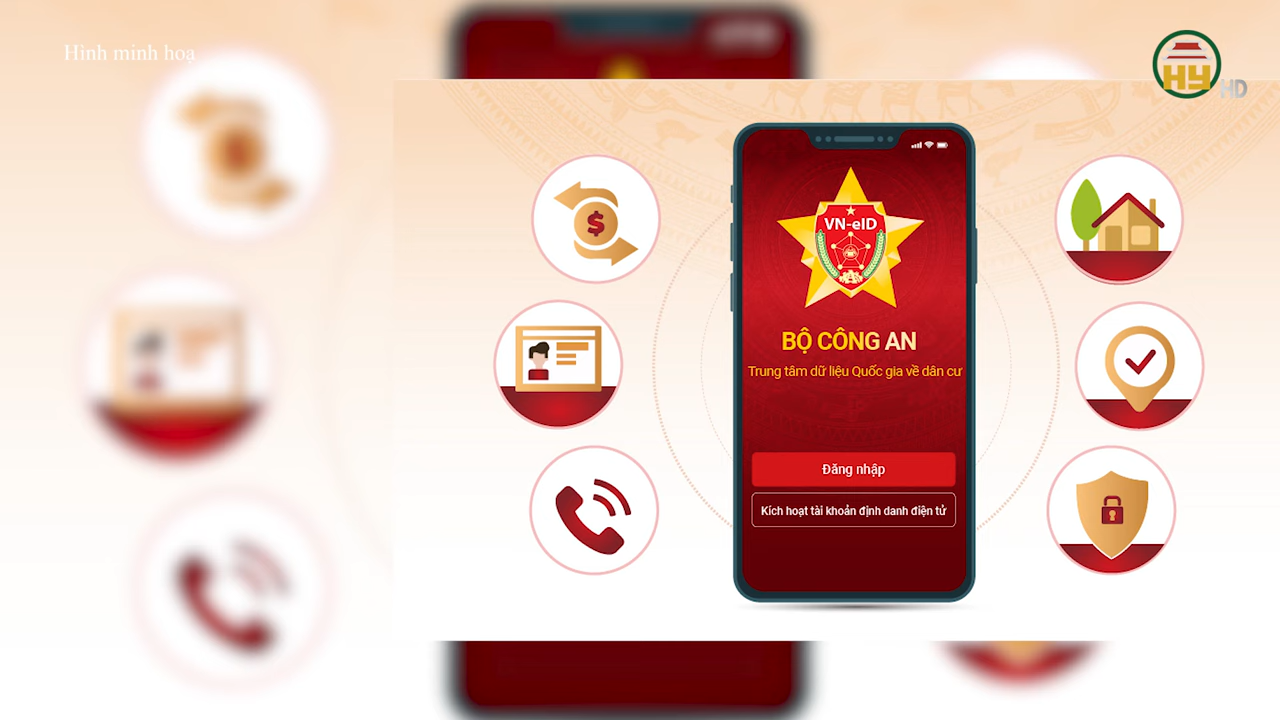 Hình minh hoa
HY
HD
VN-eID
BỘ CÔNG AN
Trung tâm dữ liệu Quốc gia về dân cư
Đăng nhập
Kích hoạt tài khoản định danh điện tử